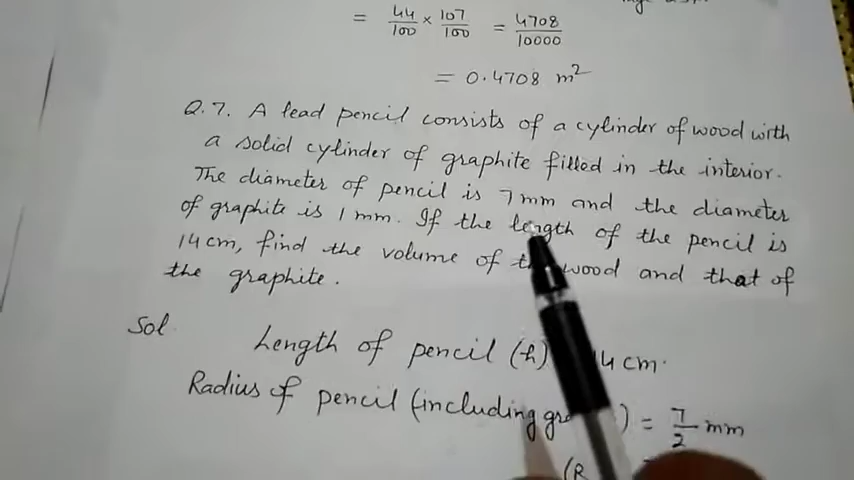 = 44/100 × 107/100 = 4708/10000
= 0.4708 m²
Q.7. A lead pencil consists of a cylinder of wood with
a solid cylinder of graphite filled in the interior.
The diameter of pencil is 7mm and the diameter
of graphite is 1 mm. If the length of the pencil is
14cm, find the volume of the wood and that of
the graphite.
Sol.
Length of pencil (h) 14 cm.
Radius of pencil (including ) = 7/2 mm
(R